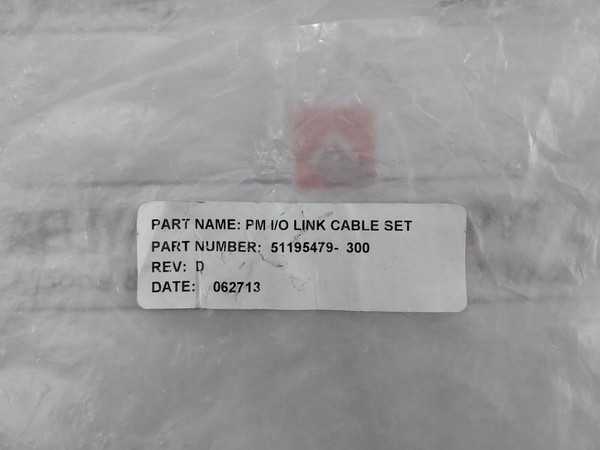 PART NAME: PM I/O LINK CABLE SET
PART NUMBER: 51195479- 300
REV: D
DATE: 062713